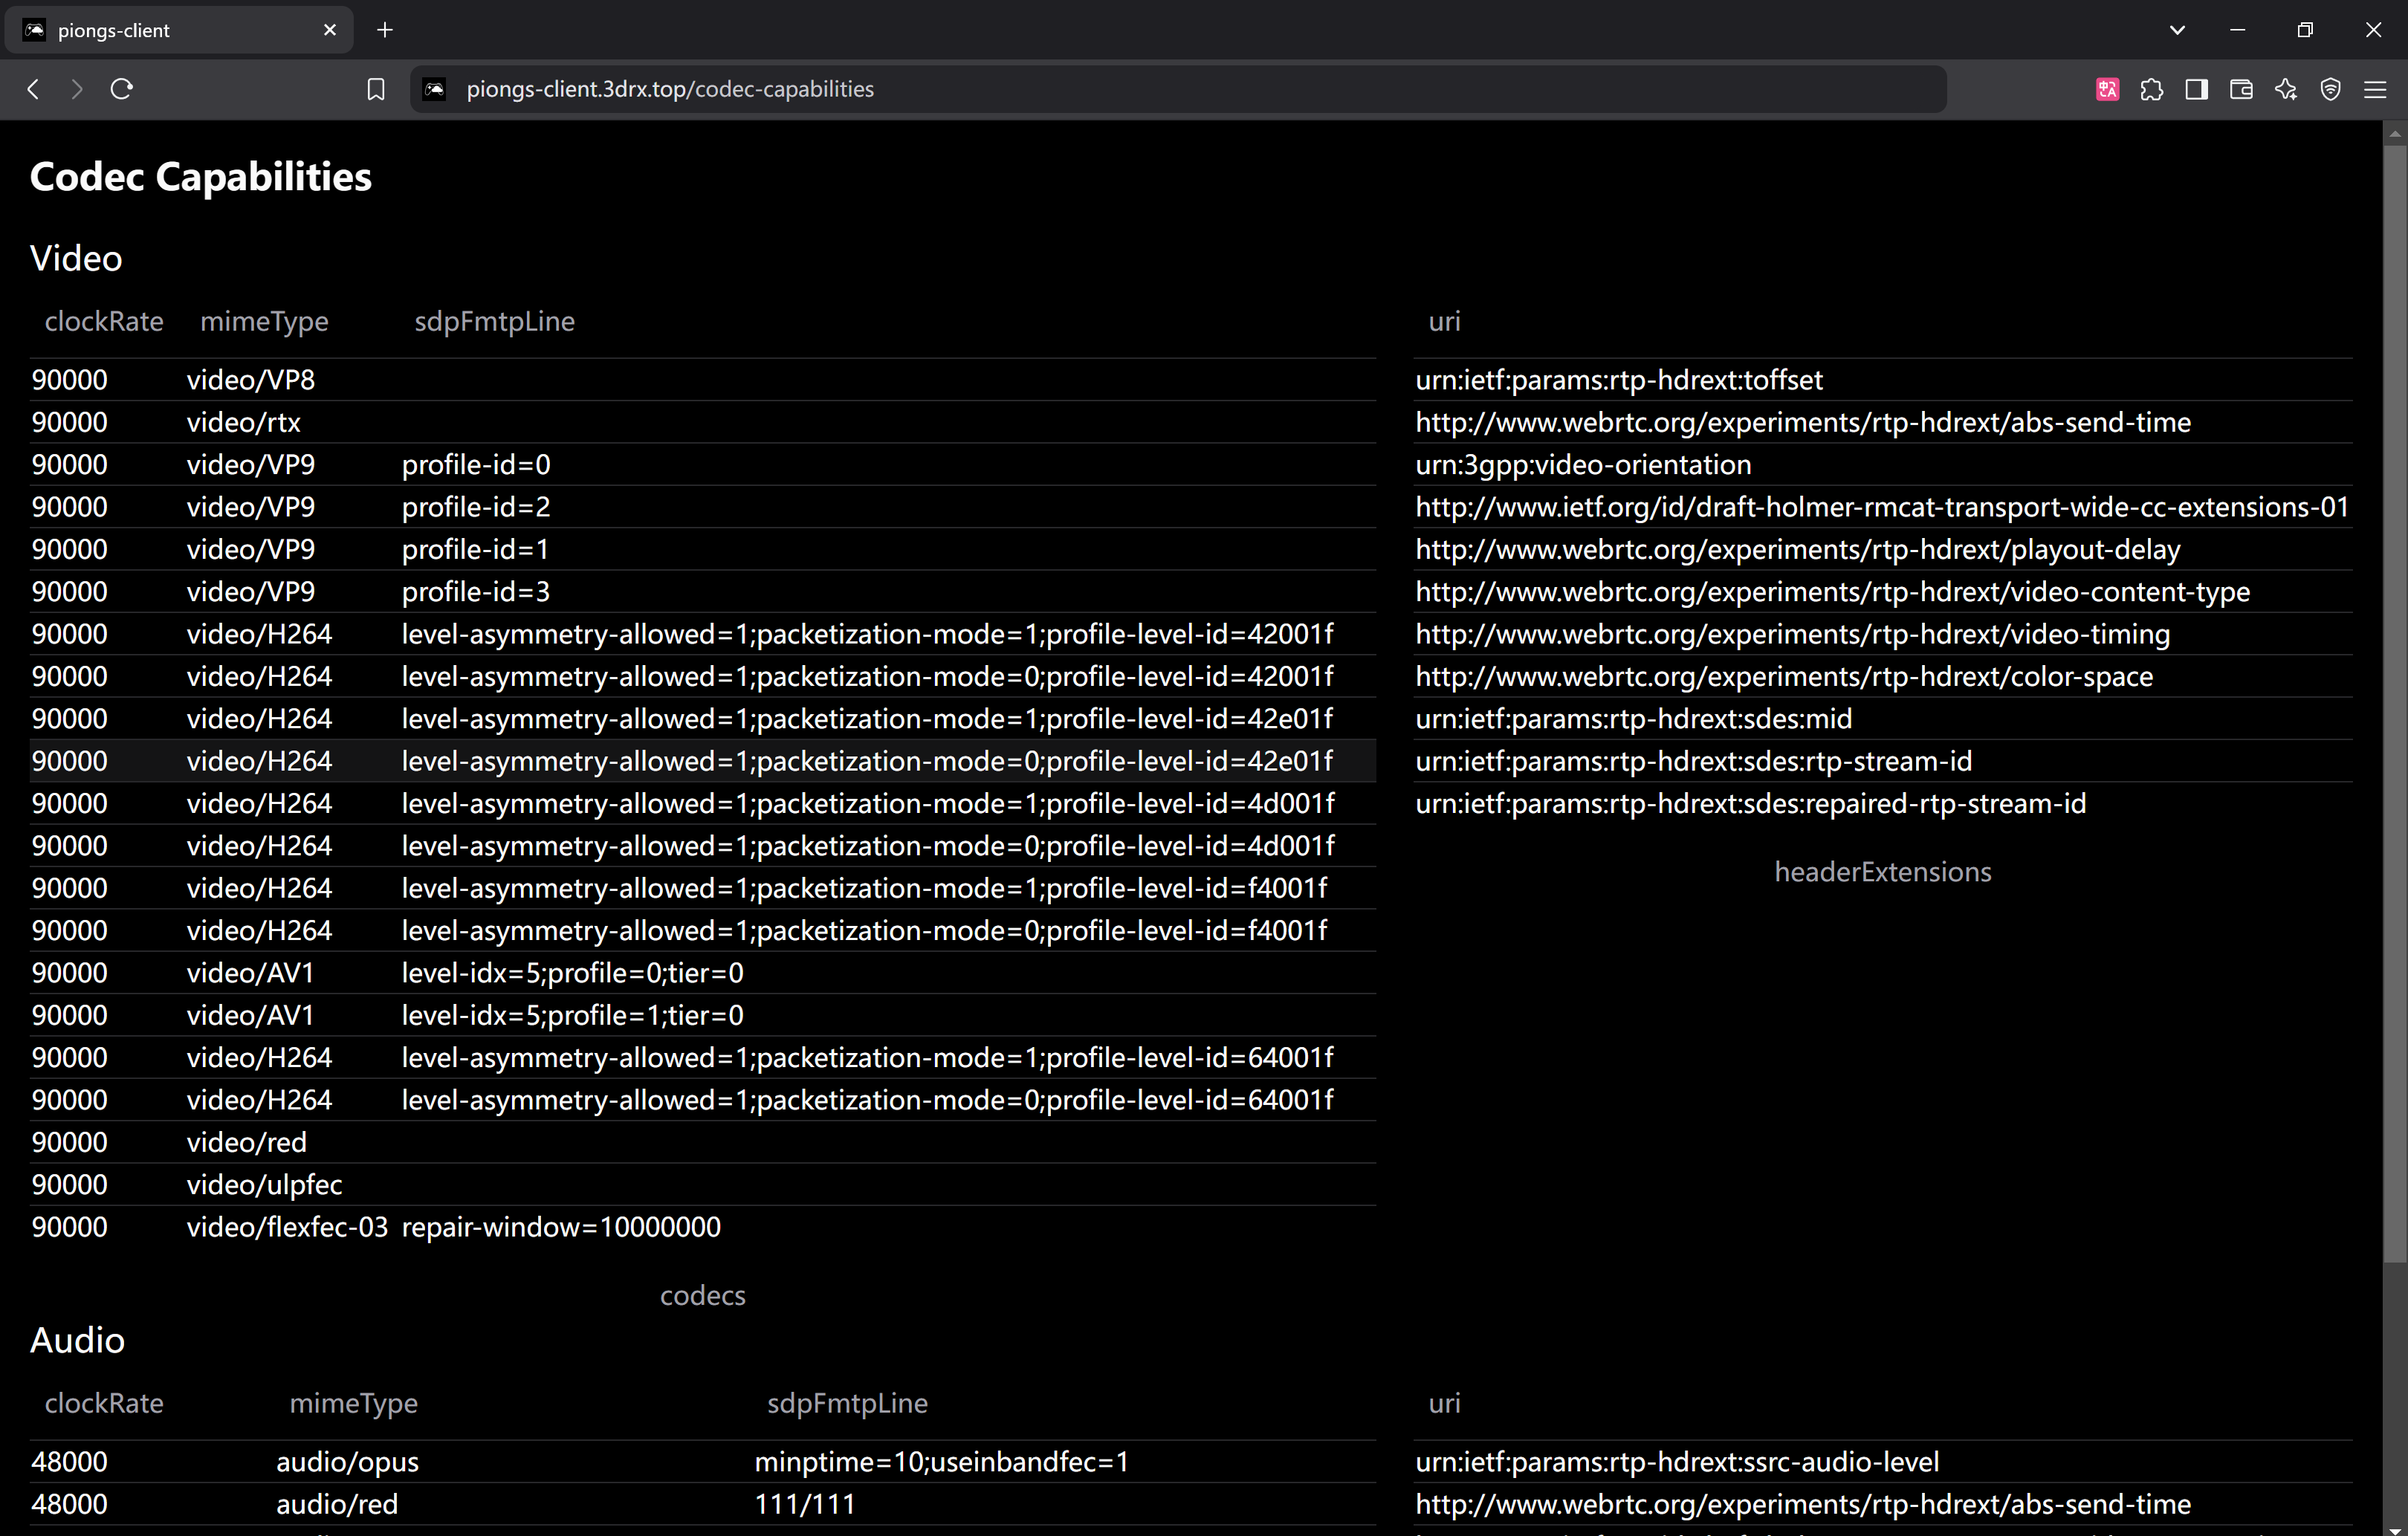 piongs-client
piongs-client.3drx.top/codec-capabilities
Codec Capabilities
Video
clockRate mimeType sdpFmtpLine
90000 video/VP8
90000 video/rtx
90000 video/VP9 profile-id=0
90000 video/VP9 profile-id=2
90000 video/VP9 profile-id=1
90000 video/VP9 profile-id=3
90000 video/H264 level-asymmetry-allowed=1;packetization-mode=1;profile-level-id=42001f
90000 video/H264 level-asymmetry-allowed=1;packetization-mode=0;profile-level-id=42001f
90000 video/H264 level-asymmetry-allowed=1;packetization-mode=1;profile-level-id=42e01f
90000 video/H264 level-asymmetry-allowed=1;packetization-mode=0;profile-level-id=42e01f
90000 video/H264 level-asymmetry-allowed=1;packetization-mode=1;profile-level-id=4d001f
90000 video/H264 level-asymmetry-allowed=1;packetization-mode=0;profile-level-id=4d001f
90000 video/H264 level-asymmetry-allowed=1;packetization-mode=1;profile-level-id=f4001f
90000 video/H264 level-asymmetry-allowed=1;packetization-mode=0;profile-level-id=f4001f
90000 video/AV1 level-idx=5;profile=0;tier=0
90000 video/AV1 level-idx=5;profile=1;tier=0
90000 video/H264 level-asymmetry-allowed=1;packetization-mode=1;profile-level-id=64001f
90000 video/H264 level-asymmetry-allowed=1;packetization-mode=0;profile-level-id=64001f
90000 video/red
90000 video/ulpfec
90000 video/flexfec-03 repair-window=10000000
codecs
uri
urn:ietf:params:rtp-hdrext:toffset
http://www.webrtc.org/experiments/rtp-hdrext/abs-send-time
urn:3gpp:video-orientation
http://www.ietf.org/id/draft-holmer-rmcat-transport-wide-cc-extensions-01
http://www.webrtc.org/experiments/rtp-hdrext/playout-delay
http://www.webrtc.org/experiments/rtp-hdrext/video-content-type
http://www.webrtc.org/experiments/rtp-hdrext/video-timing
http://www.webrtc.org/experiments/rtp-hdrext/color-space
urn:ietf:params:rtp-hdrext:sdes:mid
urn:ietf:params:rtp-hdrext:sdes:rtp-stream-id
urn:ietf:params:rtp-hdrext:sdes:repaired-rtp-stream-id
headerExtensions
Audio
clockRate mimeType sdpFmtpLine
48000 audio/opus minptime=10;useinbandfec=1
48000 audio/red 111/111
uri
urn:ietf:params:rtp-hdrext:ssrc-audio-level
http://www.webrtc.org/experiments/rtp-hdrext/abs-send-time